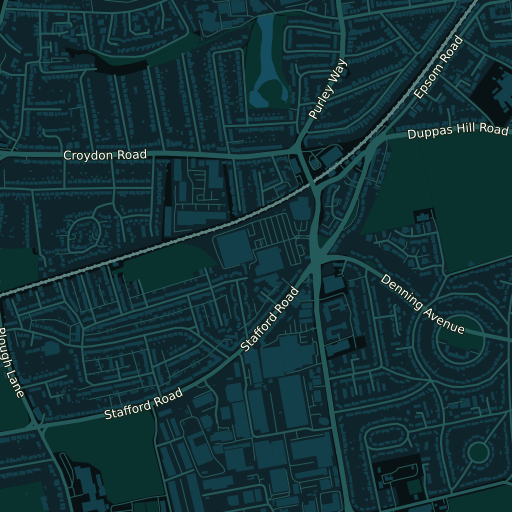 Epsom Road
Purley Way
Duppas Hill Road
Croydon Road
Denning Avenue
Stafford Road
Plough Lane
Stafford Road